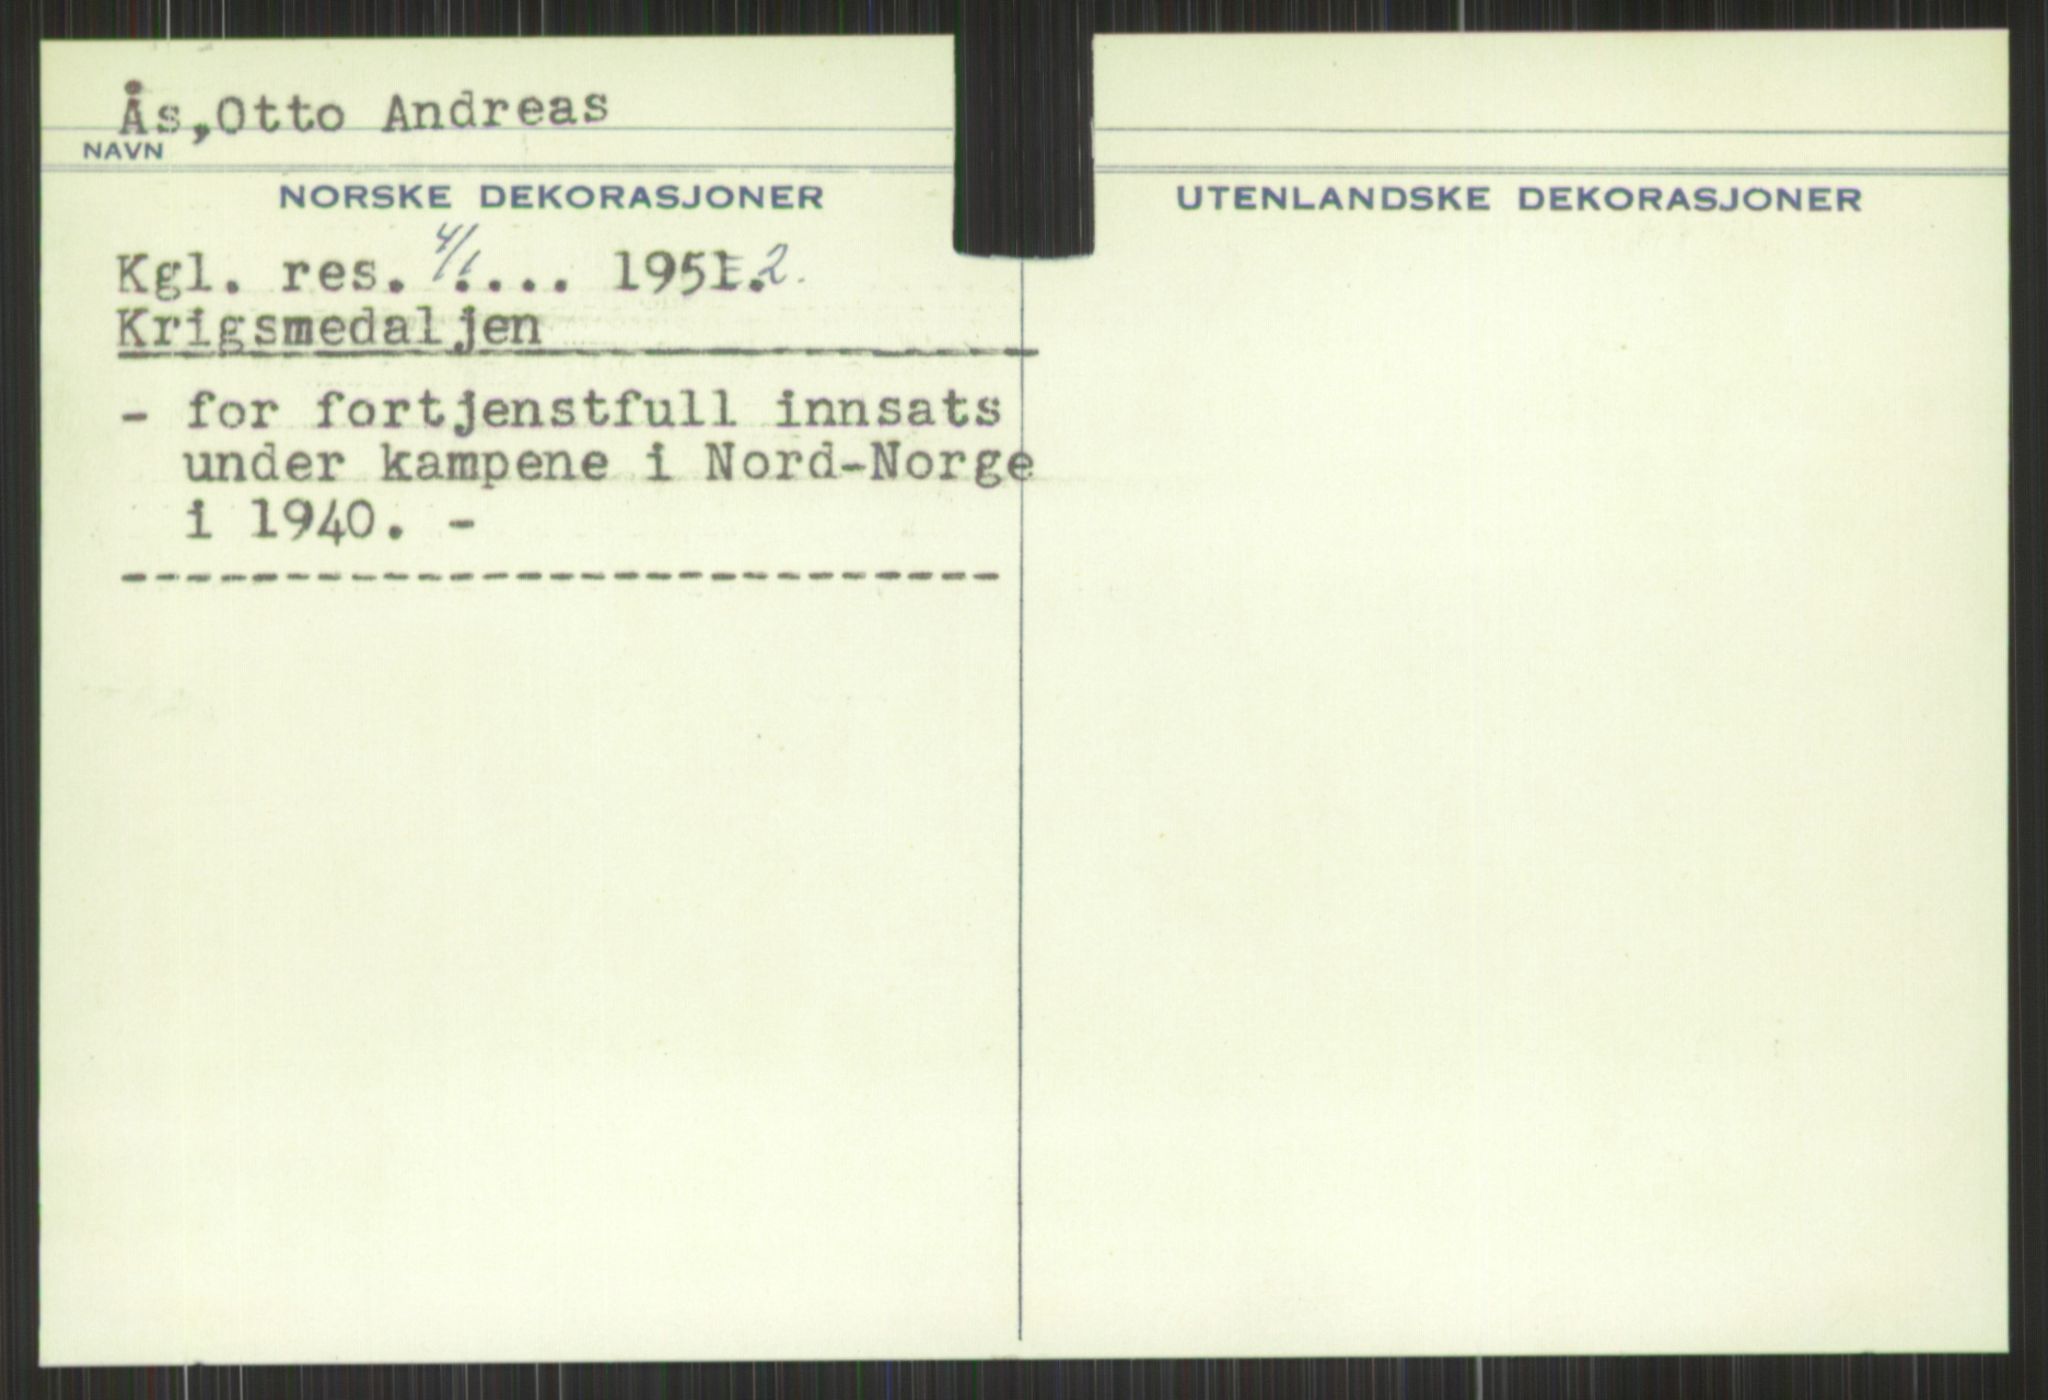 Ås, Otto Andreas
NAVN
NORSKE DEKORASJONER
Kgl. res. 4/1.... 1951.2.
Krigsmedaljen
- for fortjenstfull innsats
under kampene i Nord-Norge
i 1940. -
----------------------------
UTENLANDSKE DEKORASJONER